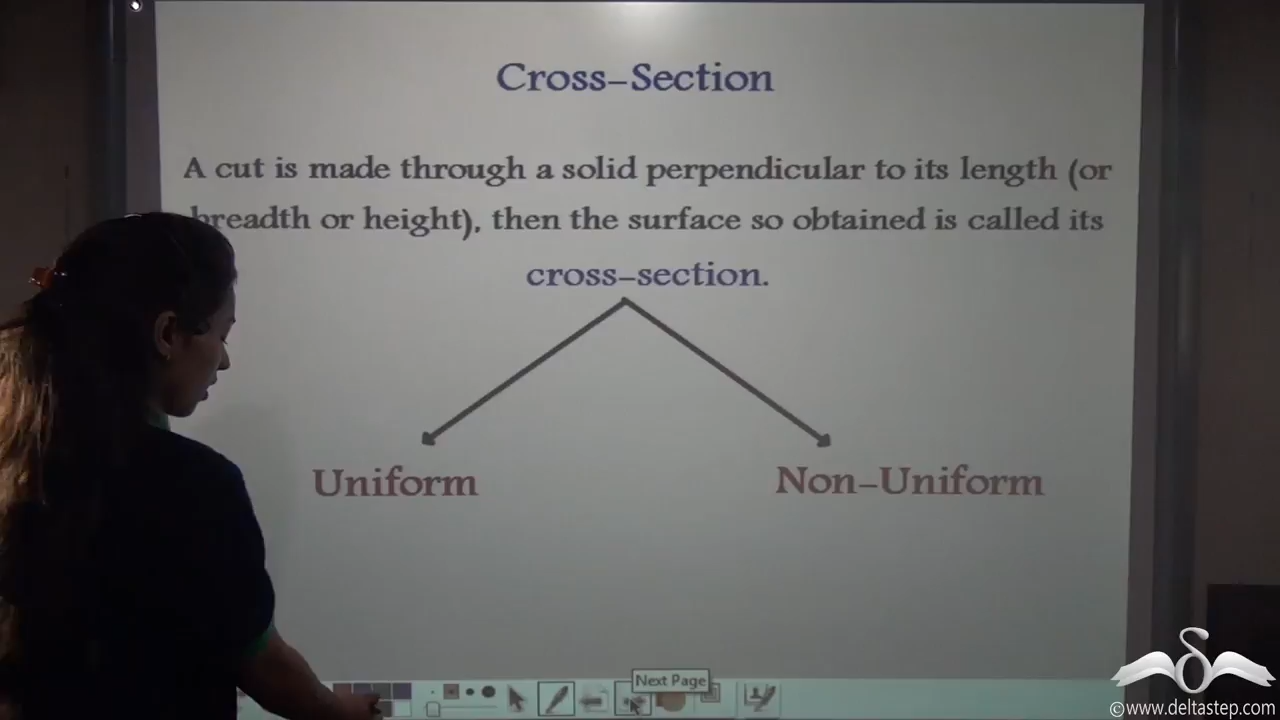 Cross-Section
A cut is made through a solid perpendicular to its length (or
breadth or height), then the surface so obtained is called its
cross-section.
Uniform
Non-Uniform
Next Page
©www.deltastep.com